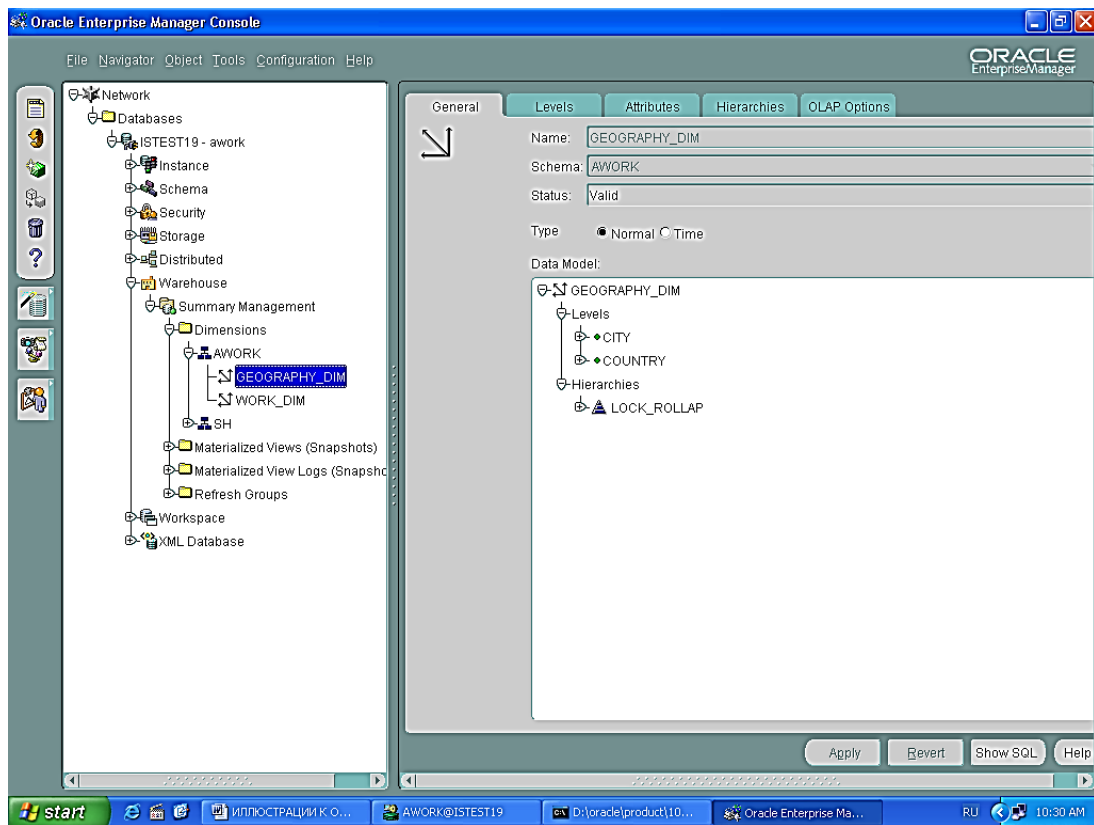 Oracle Enterprise Manager Console
File Navigator Object Tools Configuration Help
ORACLE
EnterpriseManager
Network
Databases
ISTEST19 - awork
Instance
Schema
Security
Storage
Distributed
Warehouse
Summary Management
Dimensions
AWORK
GEOGRAPHY_DIM
WORK_DIM
SH
Materialized Views (Snapshots)
Materialized View Logs (Snapsho
Refresh Groups
Workspace
XML Database
General Levels Attributes Hierarchies OLAP Options
Name: GEOGRAPHY_DIM
Schema: AWORK
Status: Valid
Type Normal Time
Data Model:
GEOGRAPHY_DIM
Levels
CITY
COUNTRY
Hierarchies
LOCK_ROLLAP
Apply Revert Show SQL Help
start ИЛЛЮСТРАЦИИ К О... AWORK@ISTEST19 D:\oracle\product\10... Oracle Enterprise Ma... RU 10:30 AM